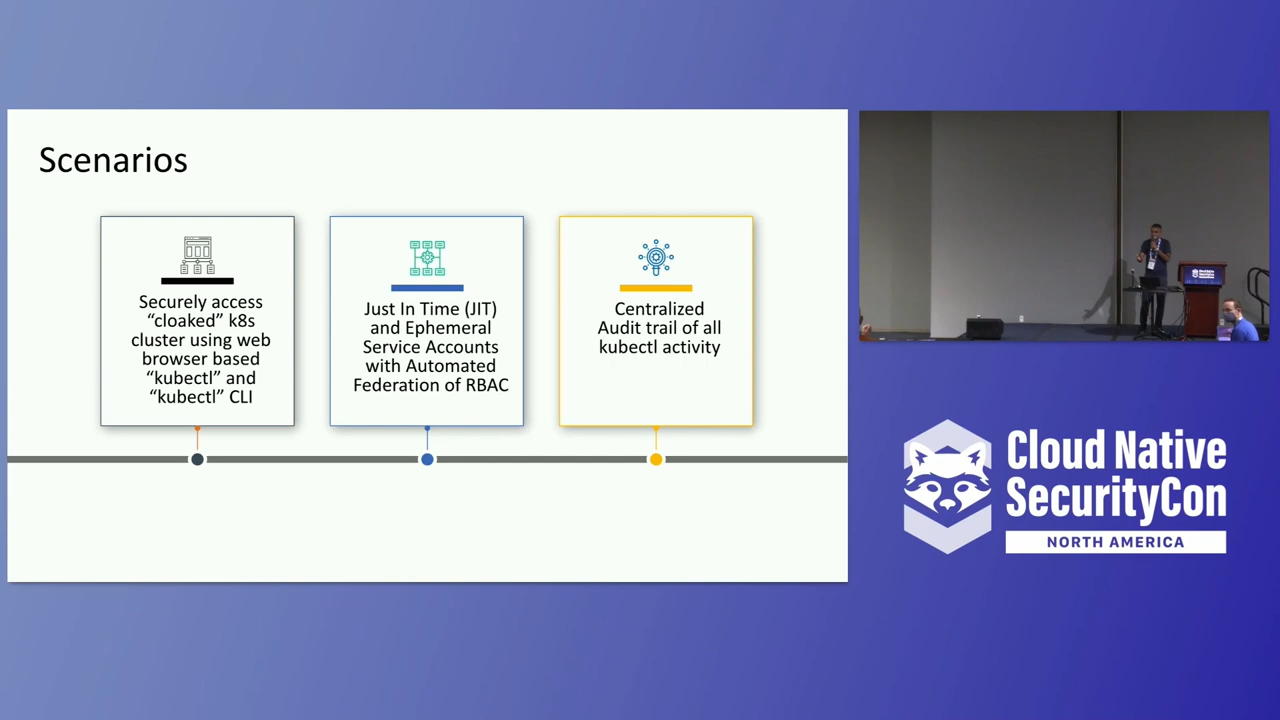 Scenarios
Securely access
“cloaked” k8s
cluster using web
browser based
“kubectl” and
“kubectl” CLI
Just In Time (JIT)
and Ephemeral
Service Accounts
with Automated
Federation of RBAC
Centralized
Audit trail of all
kubectl activity
Cloud Native
SecurityCon
NORTH AMERICA